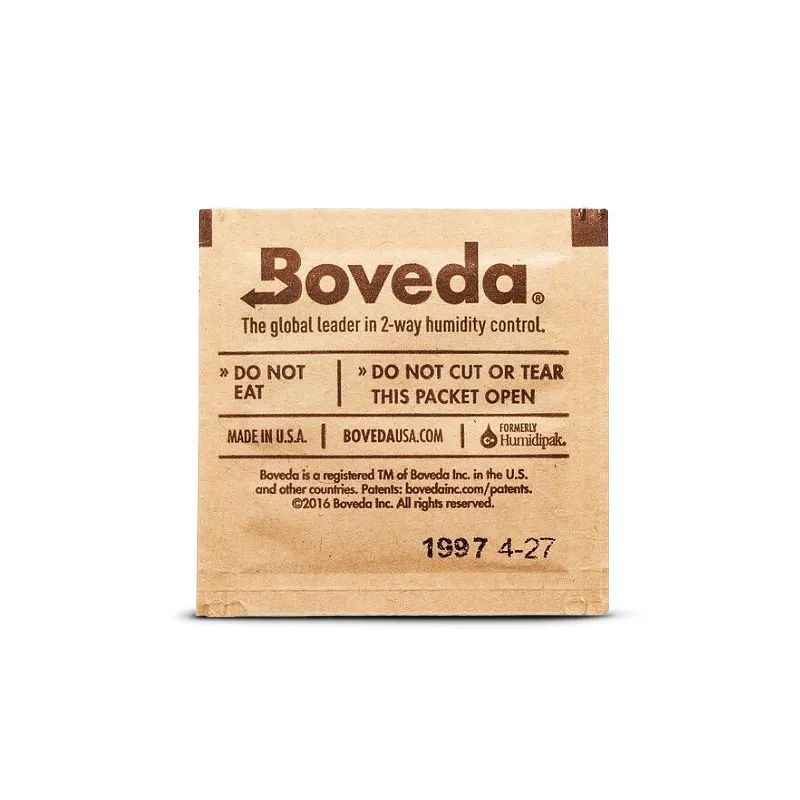 Boveda®
The global leader in 2-way humidity control.
» DO NOT EAT
» DO NOT CUT OR TEAR THIS PACKET OPEN
MADE IN U.S.A. | BOVEDAUSA.COM | FORMERLY Humidipak.
Boveda is a registered TM of Boveda Inc. in the U.S.
and other countries. Patents: bovedainc.com/patents.
©2016 Boveda Inc. All rights reserved.
1997 4-27